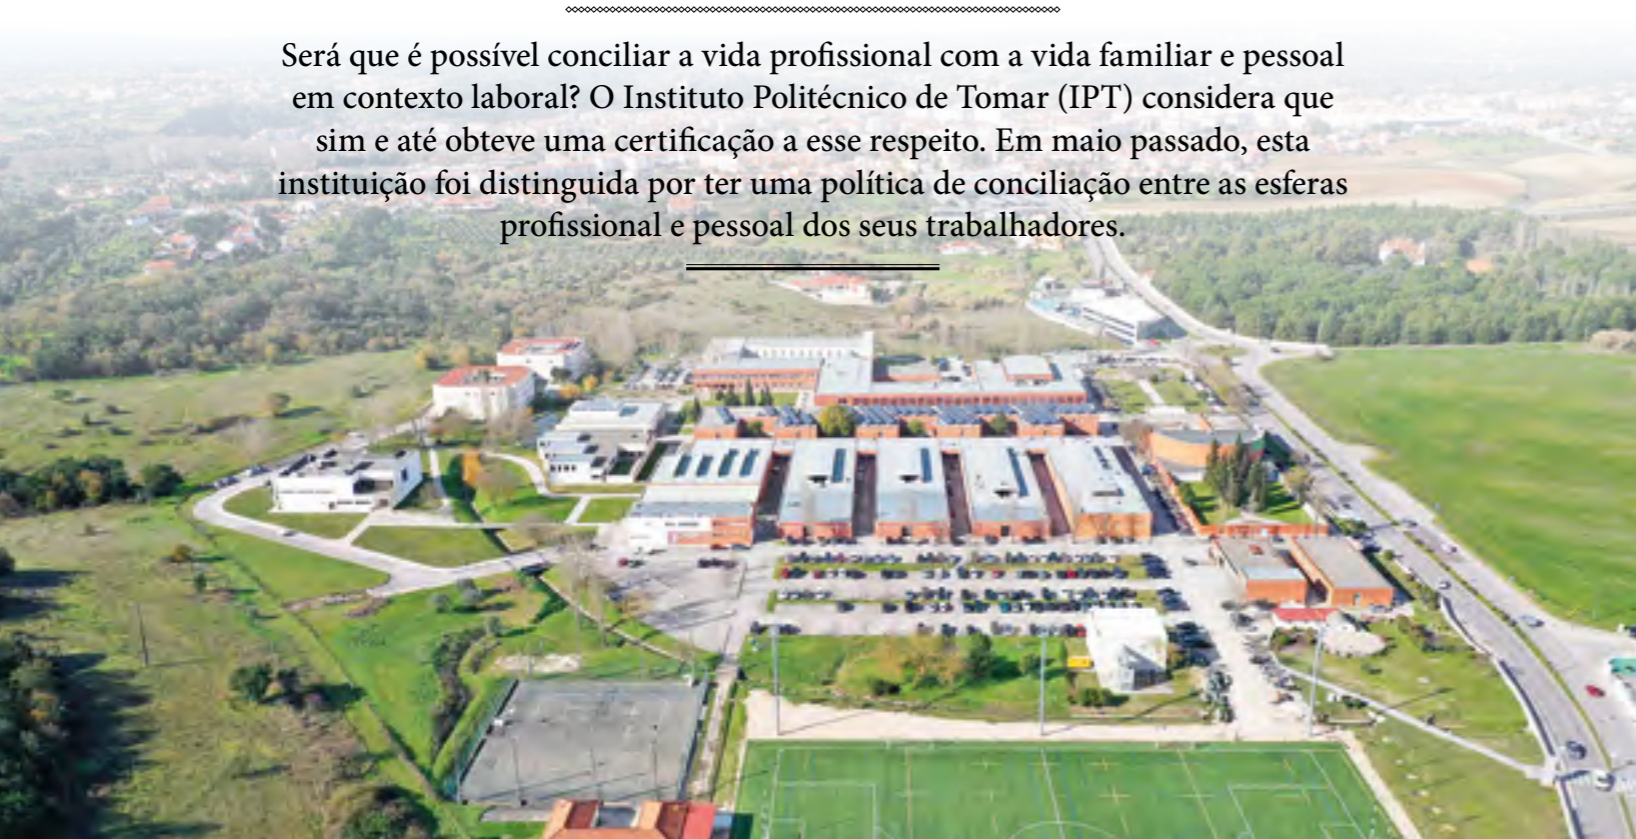 Será que é possível conciliar a vida profissional com a vida familiar e pessoal
em contexto laboral? O Instituto Politécnico de Tomar (IPT) considera que
sim e até obteve uma certificação a esse respeito. Em maio passado, esta
instituição foi distinguida por ter uma política de conciliação entre as esferas
profissional e pessoal dos seus trabalhadores.